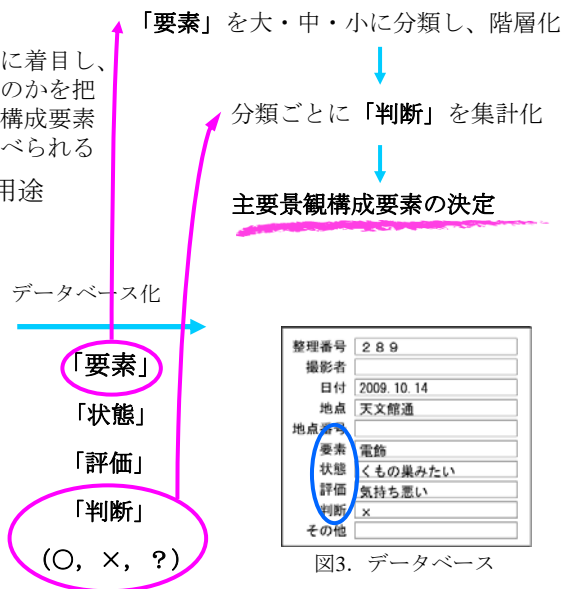 「要素」を大・中・小に分類し、階層化
に着目し、
のかを把
構成要素
べられる
用途
分類ごとに「判断」を集計化
主要景観構成要素の決定
データベース化
「要素」
「状態」
「評価」
「判断」
(○, ×, ?)
整理番号 289
撮影者
日付 2009.10.14
地点 天文館通
地点番号
要素 電飾
状態 くもの巣みたい
評価 気持ち悪い
判断 ×
その他
図3. データベース